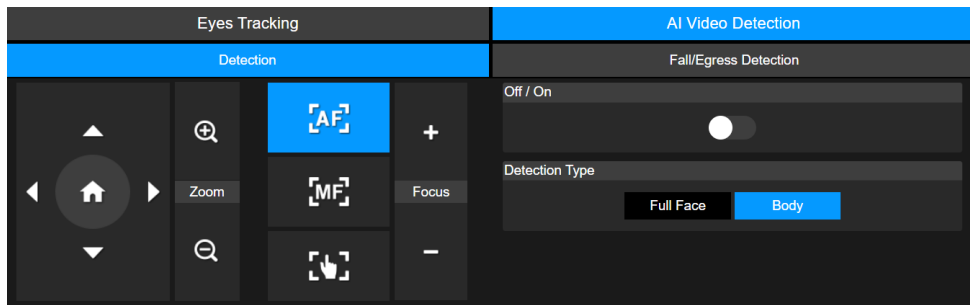 Eyes Tracking
AI Video Detection
Detection
Fall/Egress Detection
AF
+
Zoom
MF
Focus
−
Off / On
Detection Type
Full Face
Body